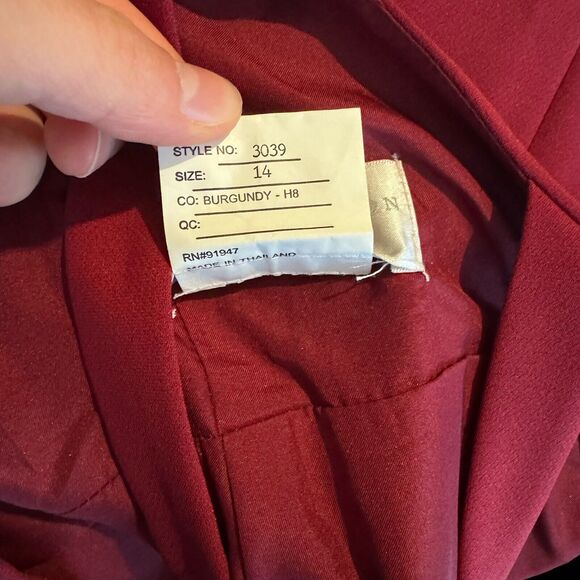 STYLE NO: 3039
SIZE: 14
CO: BURGUNDY - H8
QC:
RN#91947
MADE IN THAILAND
N